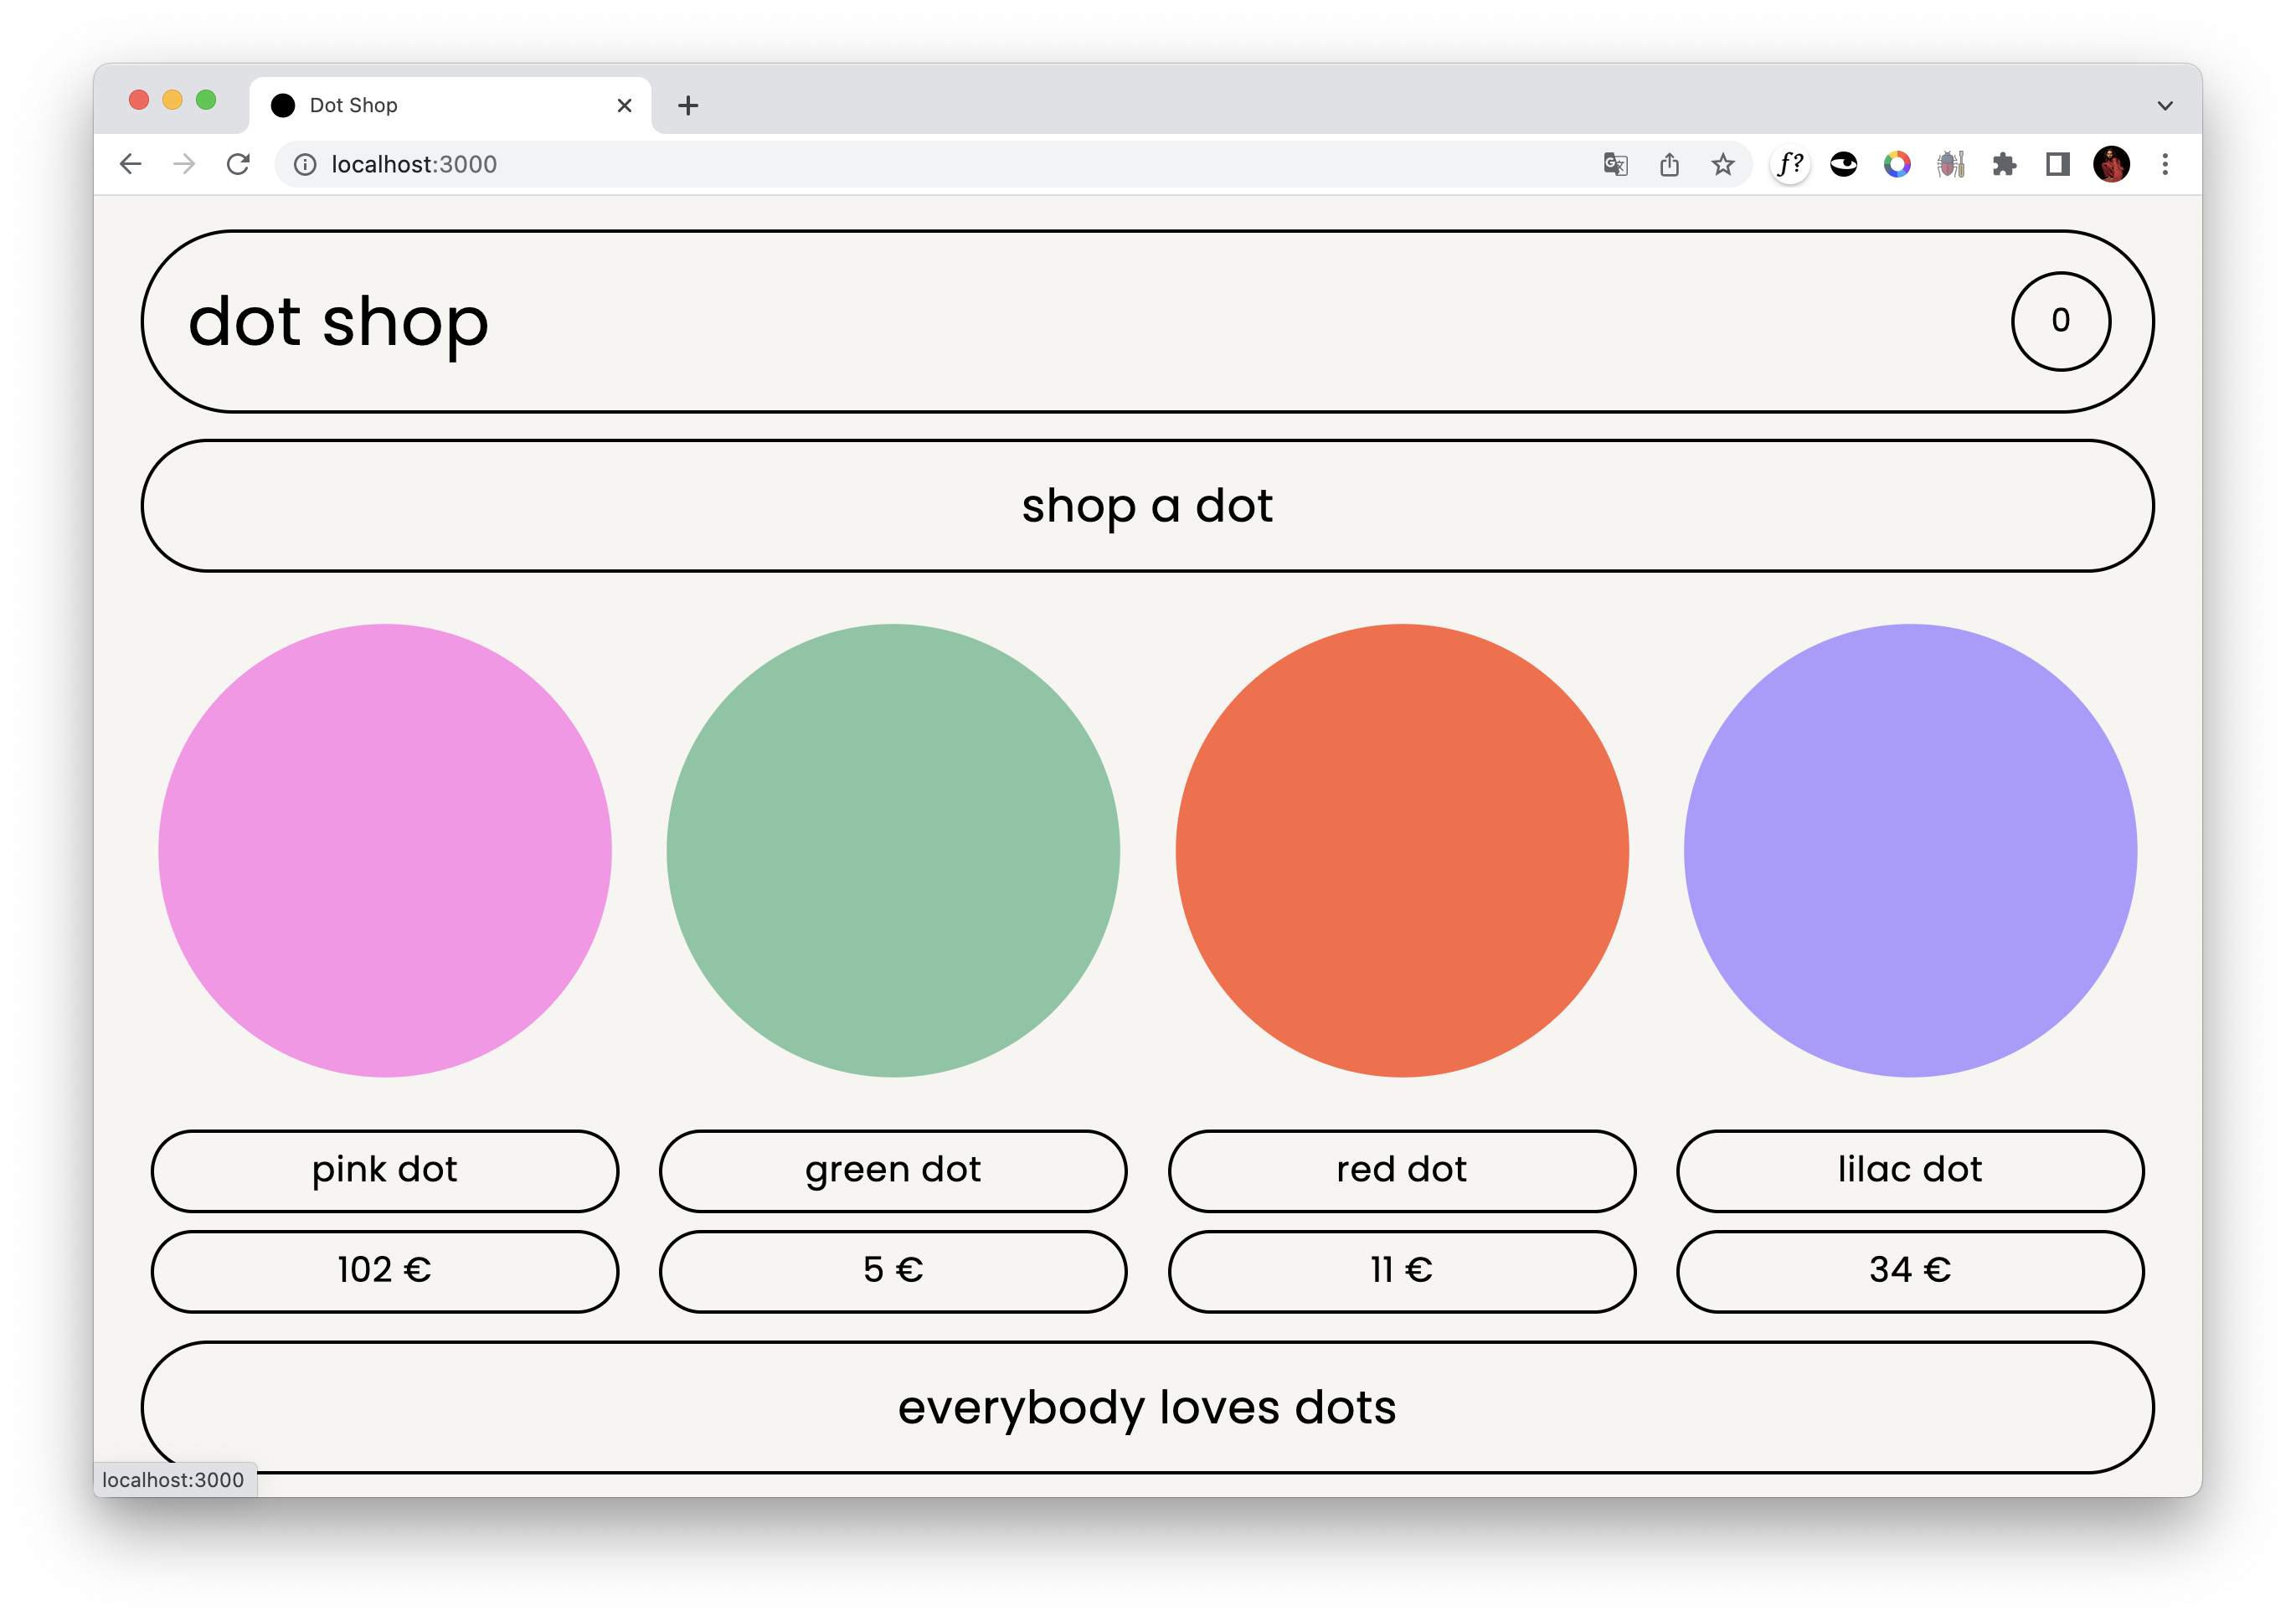 Dot Shop
localhost:3000
f?
dot shop
0
shop a dot
pink dot
green dot
red dot
lilac dot
102 €
5 €
11 €
34 €
everybody loves dots
localhost:3000